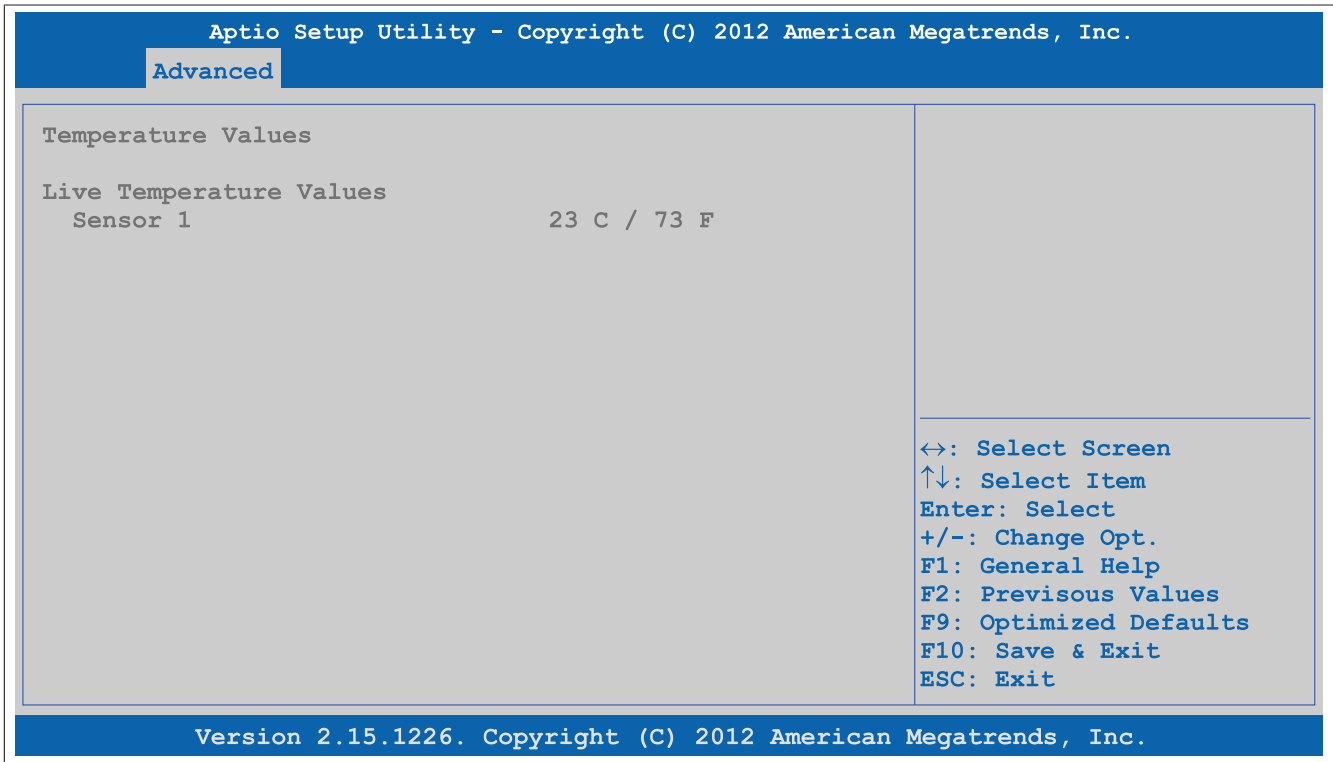 Aptio Setup Utility - Copyright (C) 2012 American Megatrends, Inc.
Advanced
Temperature Values
Live Temperature Values
Sensor 1 23 C / 73 F
↔: Select Screen
↑↓: Select Item
Enter: Select
+/-: Change Opt.
F1: General Help
F2: Previsous Values
F9: Optimized Defaults
F10: Save & Exit
ESC: Exit
Version 2.15.1226. Copyright (C) 2012 American Megatrends, Inc.